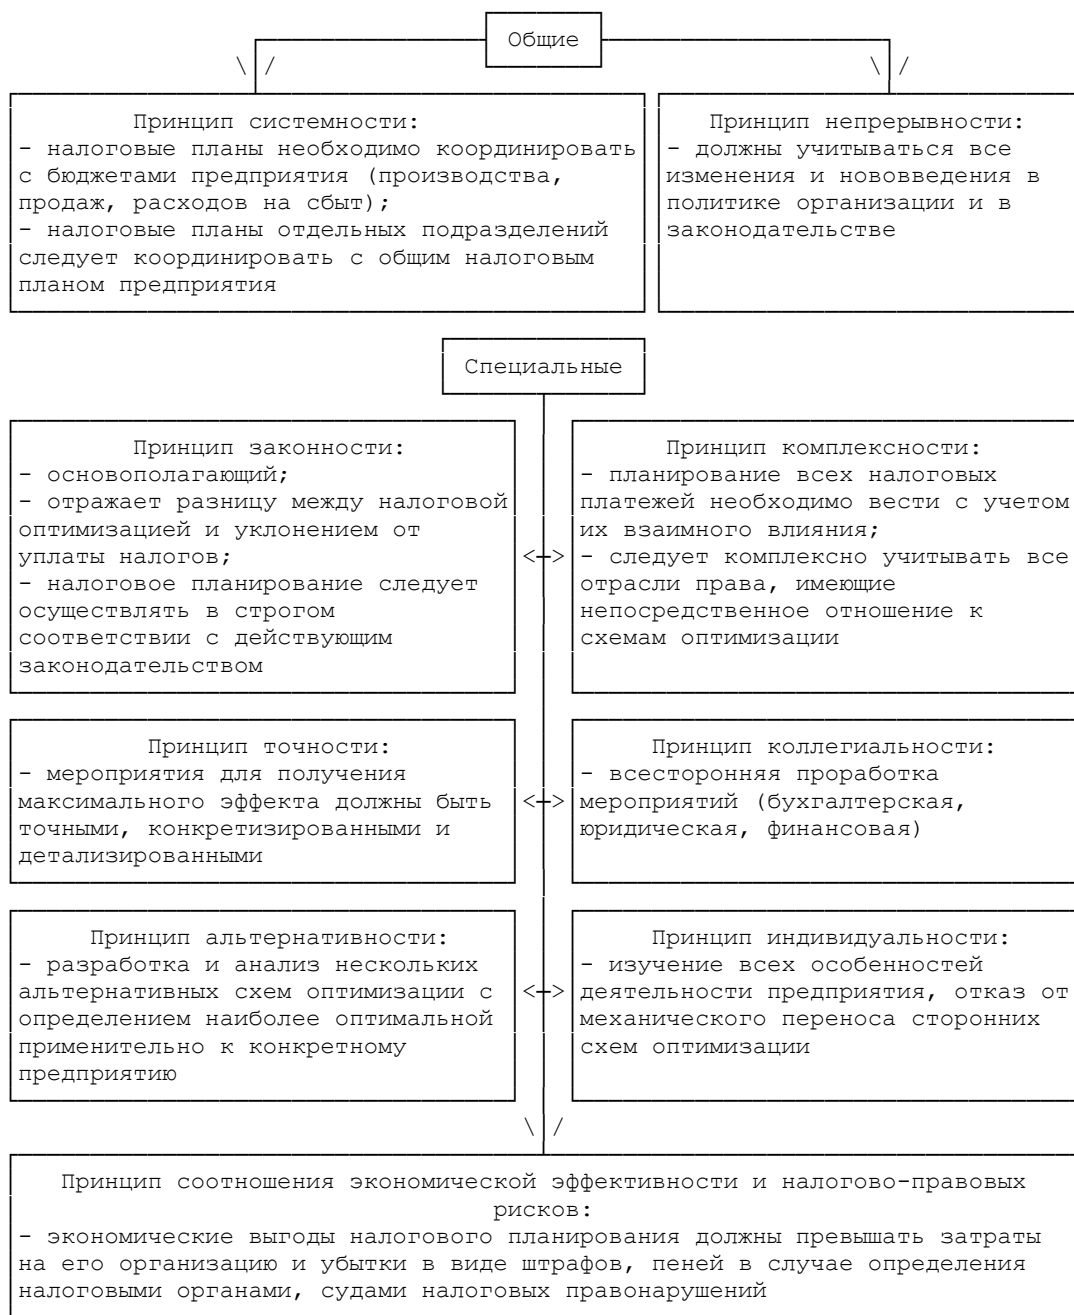 Общие
Принцип системности:
- налоговые планы необходимо координировать
с бюджетами предприятия (производства,
продаж, расходов на сбыт);
- налоговые планы отдельных подразделений
следует координировать с общим налоговым
планом предприятия
Принцип непрерывности:
- должны учитываться все
изменения и нововведения в
политике организации и в
законодательстве
Специальные
Принцип законности:
- основополагающий;
- отражает разницу между налоговой
оптимизацией и уклонением от
уплаты налогов;
- налоговое планирование следует
осуществлять в строгом
соответствии с действующим
законодательством
Принцип комплексности:
- планирование всех налоговых
платежей необходимо вести с учетом
их взаимного влияния;
- следует комплексно учитывать все
отрасли права, имеющие
непосредственное отношение к
схемам оптимизации
Принцип точности:
- мероприятия для получения
максимального эффекта должны быть
точными, конкретизированными и
детализированными
Принцип коллегиальности:
- всесторонняя проработка
мероприятий (бухгалтерская,
юридическая, финансовая)
Принцип альтернативности:
- разработка и анализ нескольких
альтернативных схем оптимизации с
определением наиболее оптимальной
применительно к конкретному
предприятию
Принцип индивидуальности:
- изучение всех особенностей
деятельности предприятия, отказ от
механического переноса сторонних
схем оптимизации
Принцип соотношения экономической эффективности и налогово-правовых
рисков:
- экономические выгоды налогового планирования должны превышать затраты
на его организацию и убытки в виде штрафов, пеней в случае определения
налоговыми органами, судами налоговых правонарушений